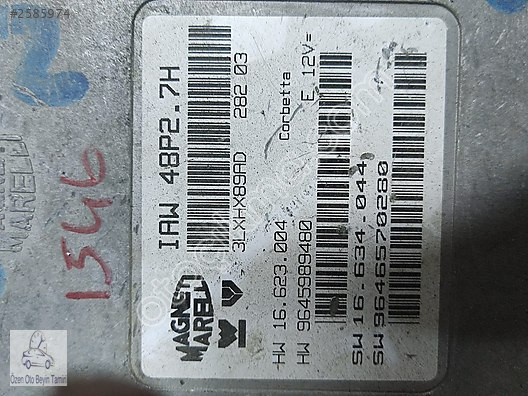 #2585974
1546
MARELLI
MAGNETI
MARELLI
IAW 48P2.7H
3LXHX89AD 282 03
Corbetta E 12V=
HW 16.623.004
HW 9645989480
SW 16.634.044
SW 9646570280
Özen Oto Beyin Tamiri